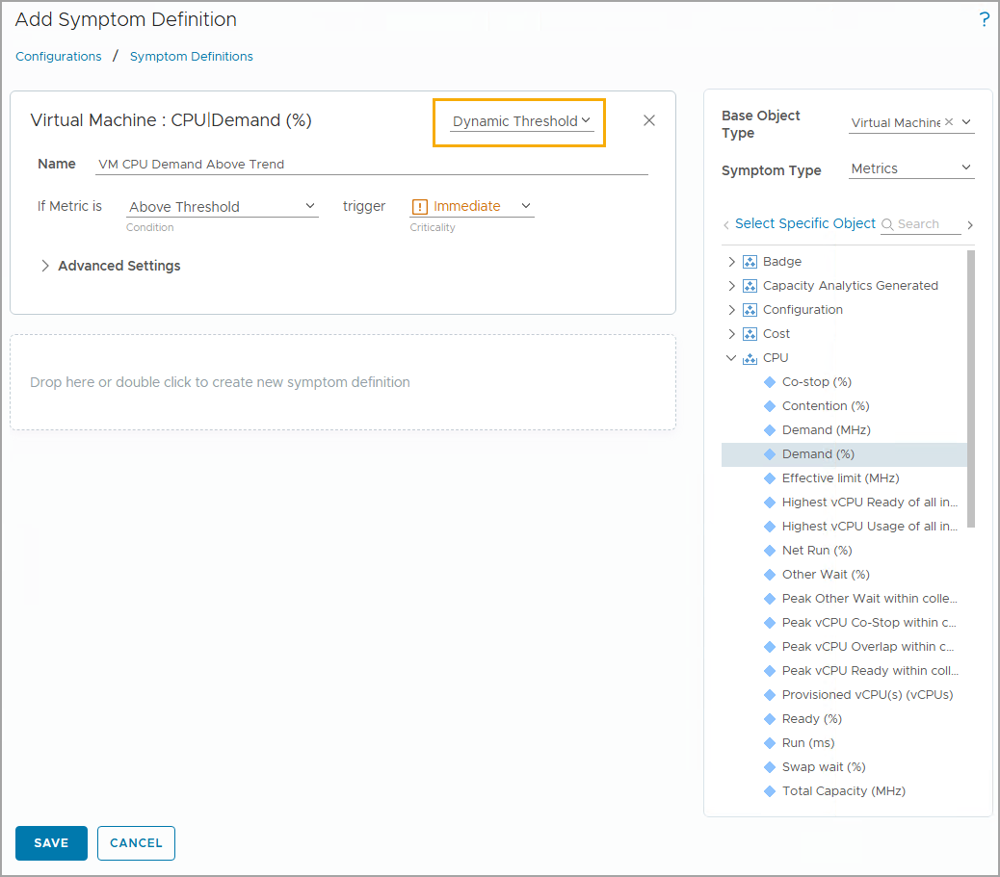 Add Symptom Definition
?
Configurations / Symptom Definitions
Virtual Machine : CPU|Demand (%)
Dynamic Threshold
Name
VM CPU Demand Above Trend
If Metric is
Above Threshold
trigger
! Immediate
Condition
Criticality
Advanced Settings
Drop here or double click to create new symptom definition
Base Object Type
Virtual Machine
Symptom Type
Metrics
Select Specific Object
Search
Badge
Capacity Analytics Generated
Configuration
Cost
CPU
Co-stop (%)
Contention (%)
Demand (MHz)
Demand (%)
Effective limit (MHz)
Highest vCPU Ready of all in...
Highest vCPU Usage of all in...
Net Run (%)
Other Wait (%)
Peak Other Wait within colle...
Peak vCPU Co-Stop within c...
Peak vCPU Overlap within c...
Peak vCPU Ready within coll...
Provisioned vCPU(s) (vCPUs)
Ready (%)
Run (ms)
Swap wait (%)
Total Capacity (MHz)
SAVE
CANCEL